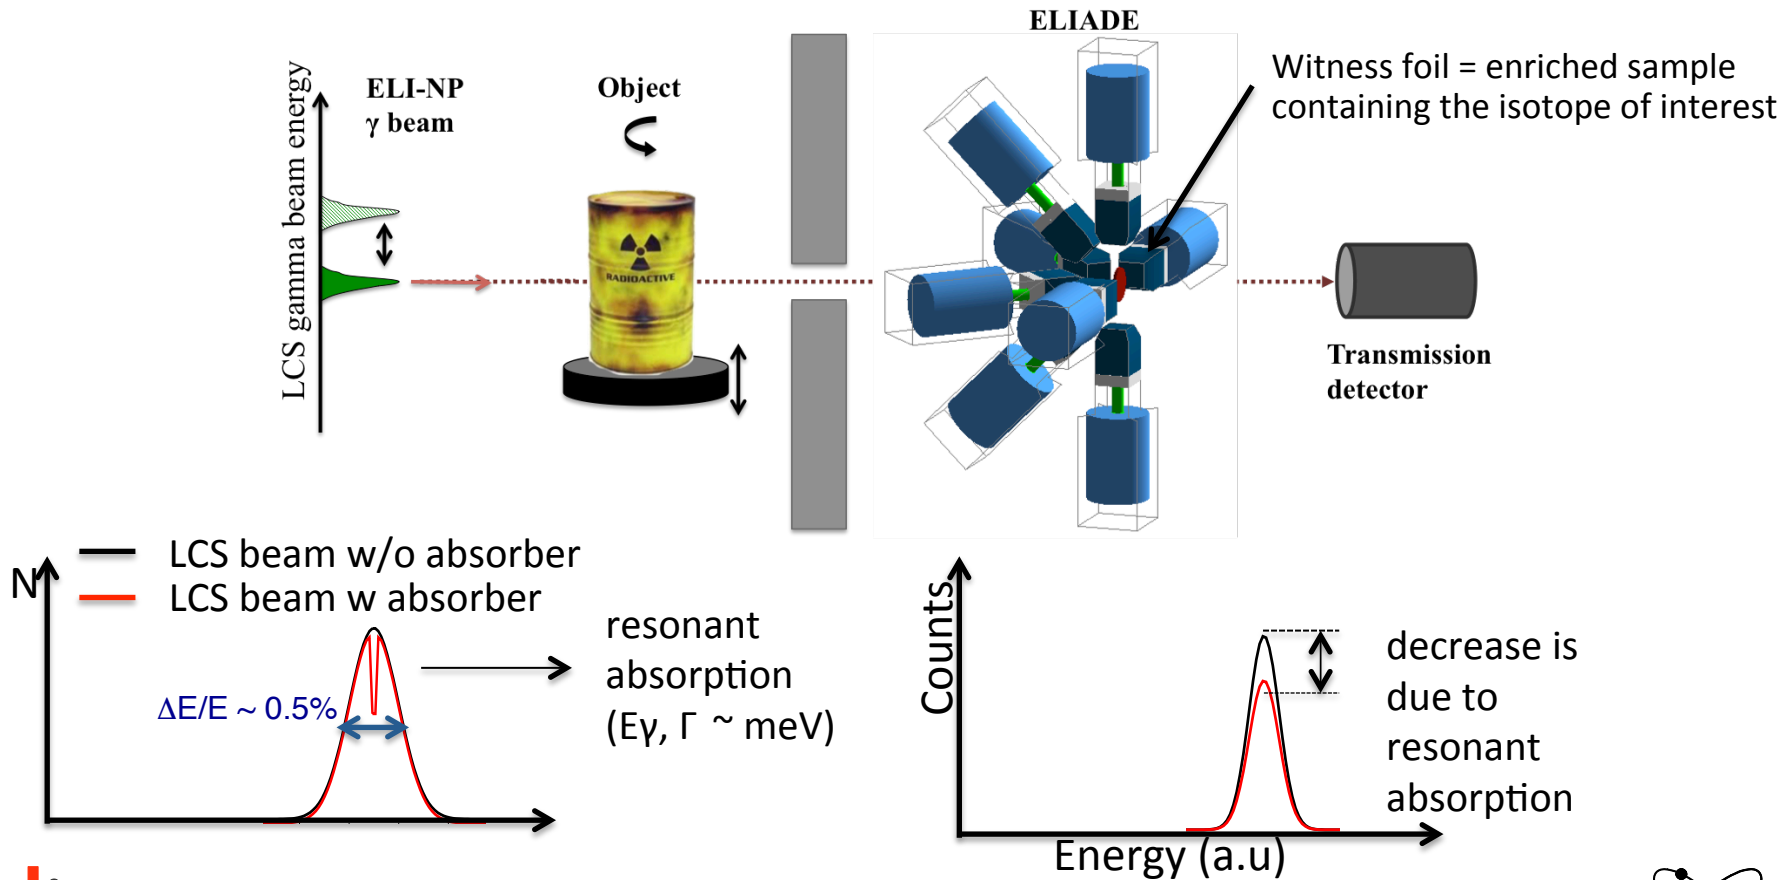 ELIADE
LCS gamma beam energy
ELI-NP
γ beam
Object
RADIOACTIVE
Witness foil = enriched sample
containing the isotope of interest
Transmission
detector
N
LCS beam w/o absorber
LCS beam w absorber
ΔE/E ~ 0.5%
resonant
absorption
(Eγ, Γ ~ meV)
Counts
Energy (a.u)
decrease is
due to
resonant
absorption